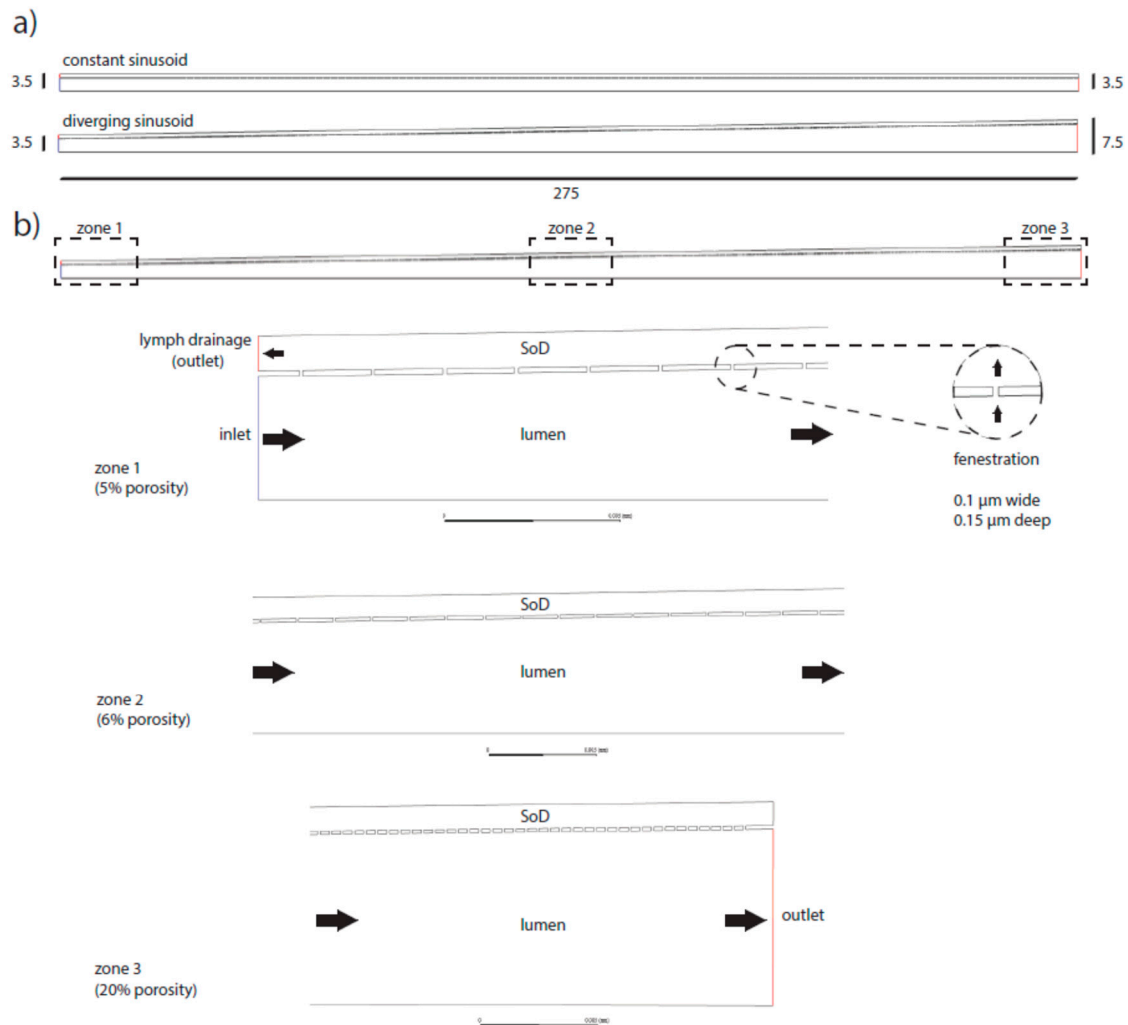 a)
constant sinusoid
3.5
3.5
diverging sinusoid
3.5
7.5
275
b)
zone 1
zone 2
zone 3
lymph drainage
(outlet)
SoD
inlet
lumen
zone 1
(5% porosity)
fenestration
0.1 µm wide
0.15 µm deep
SoD
lumen
zone 2
(6% porosity)
SoD
lumen
outlet
zone 3
(20% porosity)